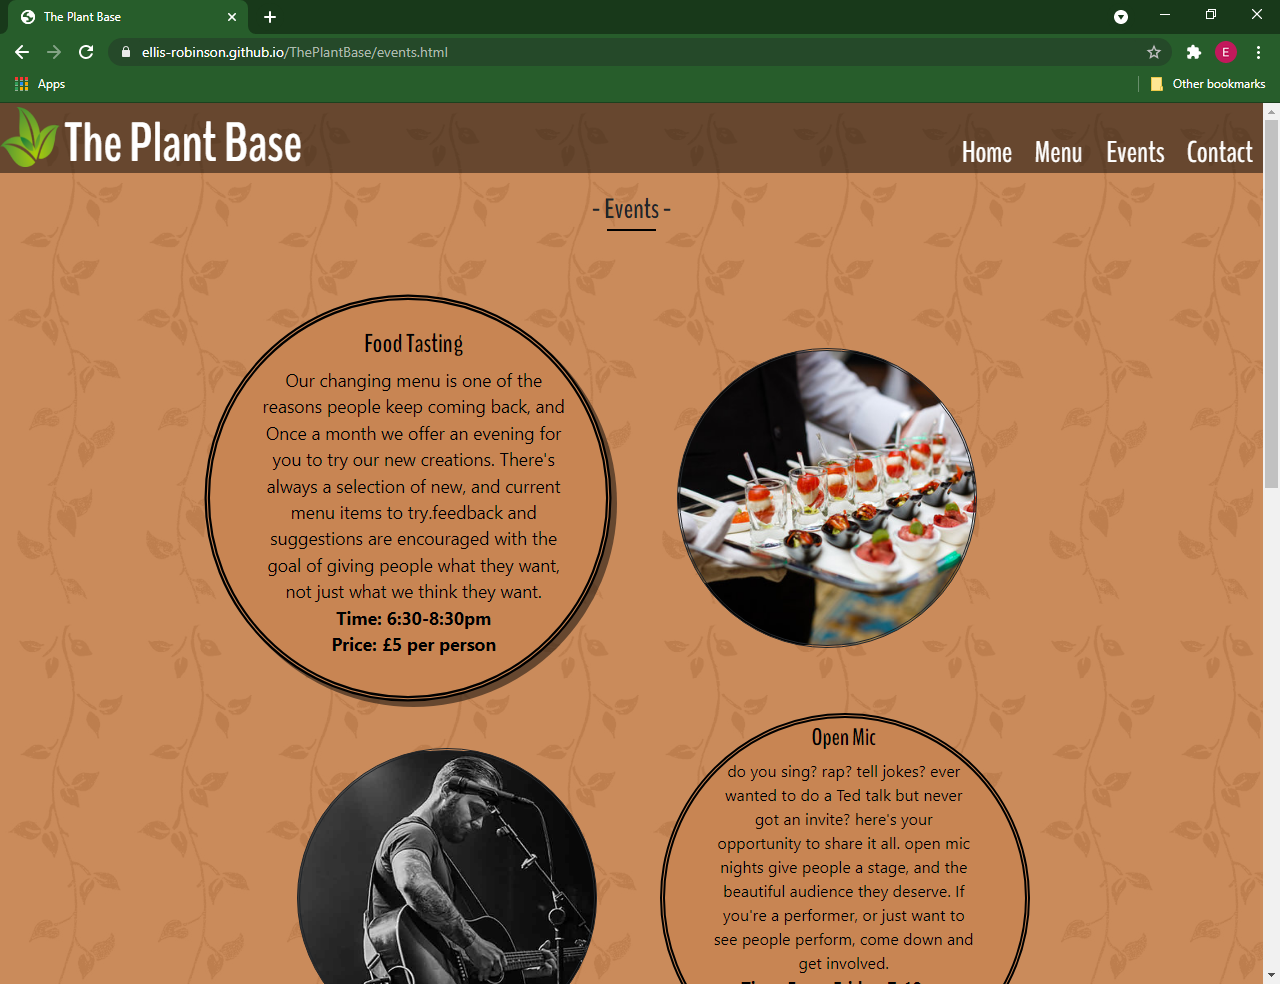 The Plant Base
ellis-robinson.github.io/ThePlantBase/events.html
E
Apps
Other bookmarks
The Plant Base
Home Menu Events Contact
- Events -
Food Tasting
Our changing menu is one of the
reasons people keep coming back, and
Once a month we offer an evening for
you to try our new creations. There's
always a selection of new, and current
menu items to try.feedback and
suggestions are encouraged with the
goal of giving people what they want,
not just what we think they want.
Time: 6:30-8:30pm
Price: £5 per person
Open Mic
do you sing? rap? tell jokes? ever
wanted to do a Ted talk but never
got an invite? here's your
opportunity to share it all. open mic
nights give people a stage, and the
beautiful audience they deserve. If
you're a performer, or just want to
see people perform, come down and
get involved.